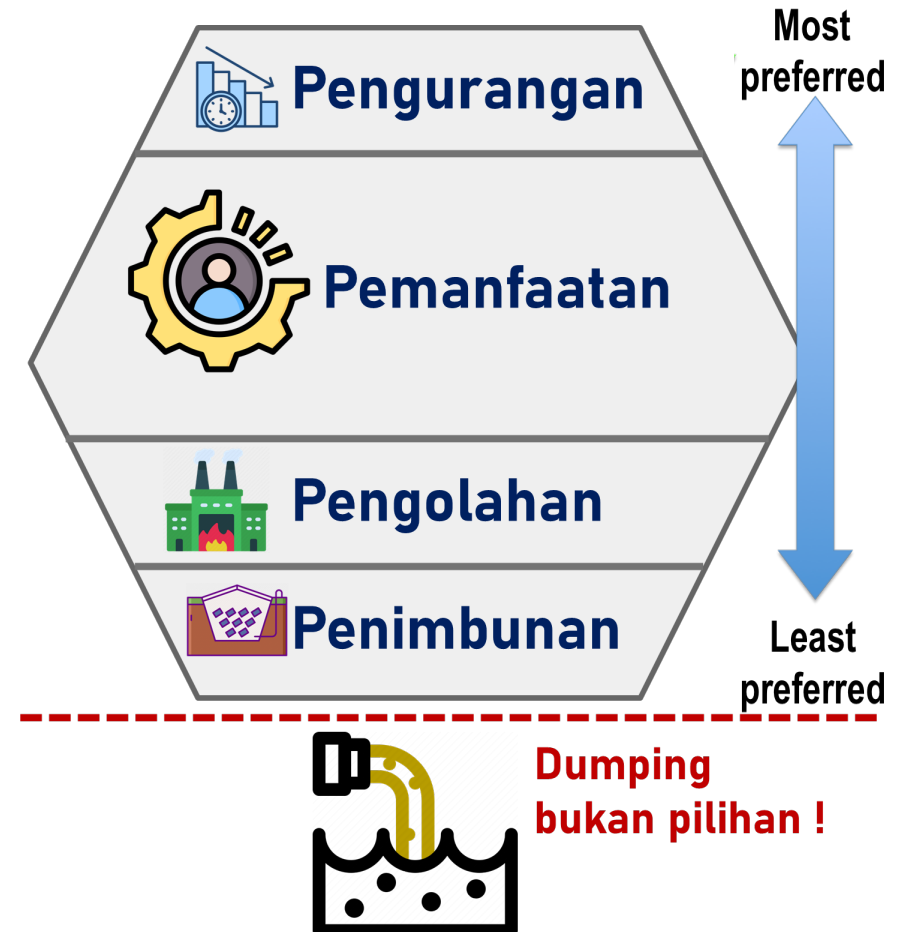 Most
preferred
Pengurangan
Pemanfaatan
Pengolahan
Penimbunan
Least
preferred
Dumping
bukan pilihan !